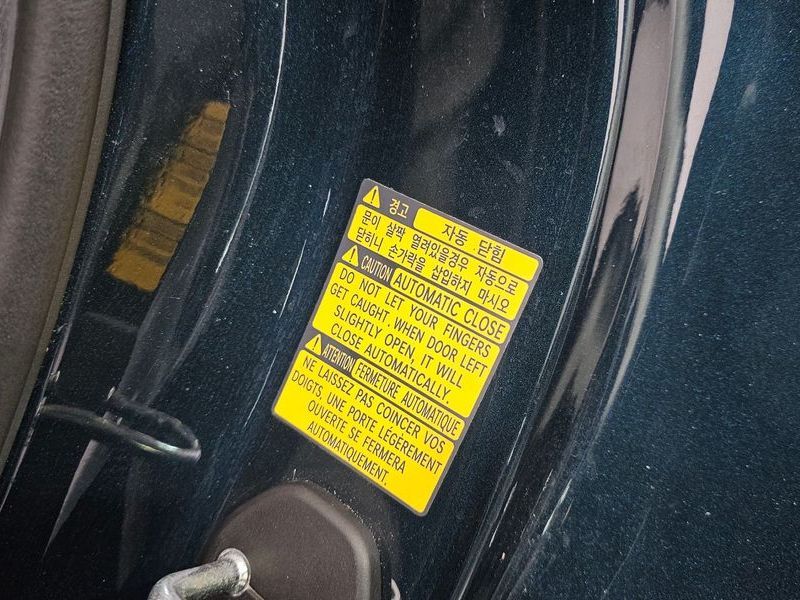 경고 자동 닫힘
문이 살짝 열려있을경우 자동으로
닫히니 손가락을 삽입하지 마시오
CAUTION AUTOMATIC CLOSE
DO NOT LET YOUR FINGERS
GET CAUGHT. WHEN DOOR LEFT
SLIGHTLY OPEN, IT WILL
CLOSE AUTOMATICALLY.
ATTENTION FERMETURE AUTOMATIQUE
NE LAISSEZ PAS COINCER VOS
DOIGTS, UNE PORTE LÉGEREMENT
OUVERTE SE FERMERA
AUTOMATIQUEMENT.